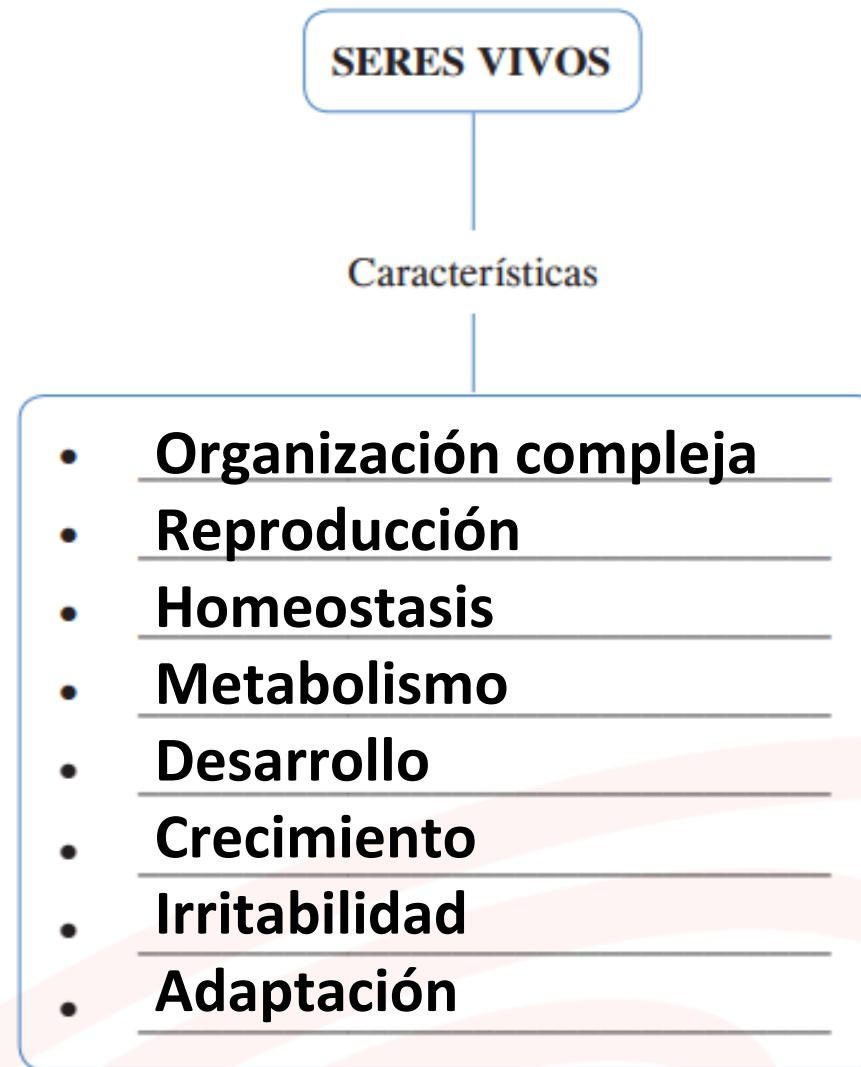 SERES VIVOS
Características
• Organización compleja
• Reproducción
• Homeostasis
• Metabolismo
• Desarrollo
• Crecimiento
• Irritabilidad
• Adaptación